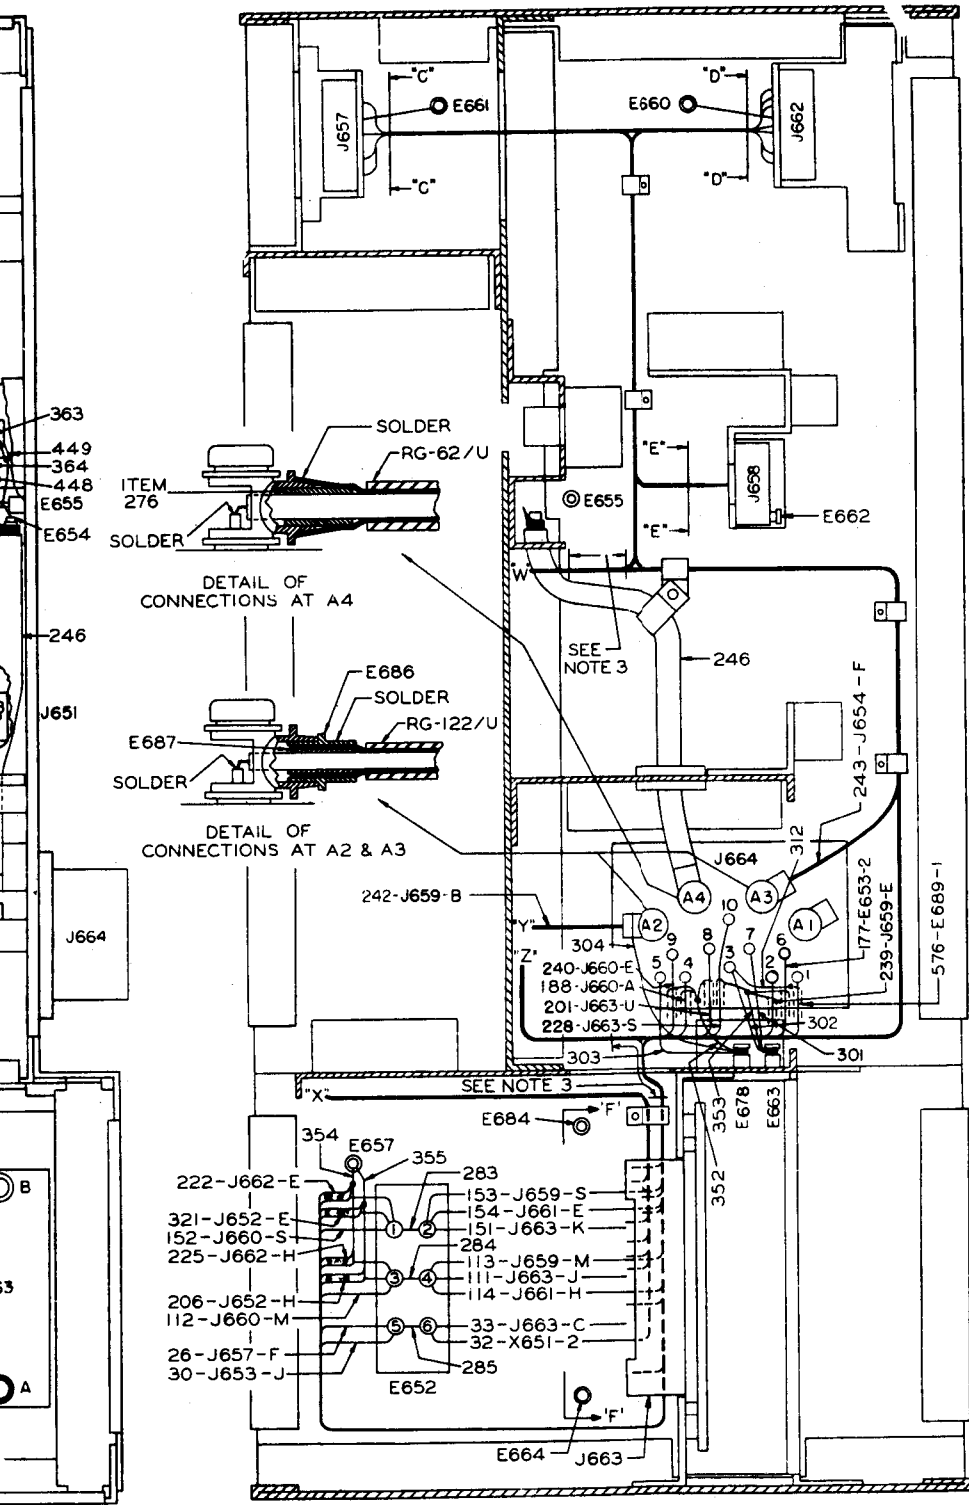 "C"
"D"
E661
E660
J657
J662
"C"
"D"
363
449
364
448
E655
E654
246
J651
J664
B
A
SOLDER
RG-62/U
ITEM
276
SOLDER
DETAIL OF
CONNECTIONS AT A4
"E"
J658
E655
E662
"E"
"W"
SEE
NOTE 3
246
243-J654-F
E686
SOLDER
RG-122/U
E687
SOLDER
DETAIL OF
CONNECTIONS AT A2 & A3
312
J664
177-E653-2
239-J659-E
576-E689-1
242-J659-B
A4
A3
A2
A1
"Y"
10
304
9
8
7
6
"Z"
240-J660-E
5
4
3
2
1
188-J660-A
201-J663-U
228-J663-S
302
303
301
353
E678
E663
352
"X"
SEE NOTE 3
E684
'F'
354
E657
355
283
222-J662-E
153-J659-S
321-J652-E
154-J661-E
152-J660-S
1
2
151-J663-K
225-J662-H
284
113-J659-M
3
4
111-J663-J
206-J652-H
114-J661-H
112-J660-M
5
6
33-J663-C
26-J657-F
32-X651-2
30-J653-J
285
E652
'F'
E664
J663